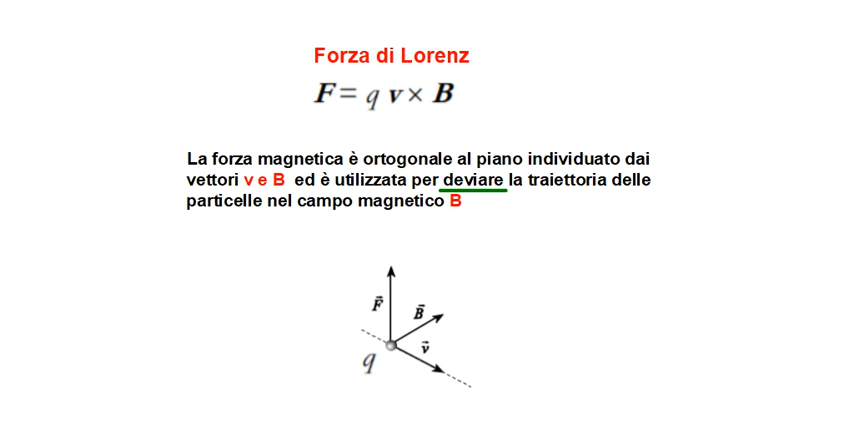 Forza di Lorenz
F = q v × B
La forza magnetica è ortogonale al piano individuato dai
vettori v e B ed è utilizzata per deviare la traiettoria delle
particelle nel campo magnetico B
F⃗
B⃗
v⃗
q